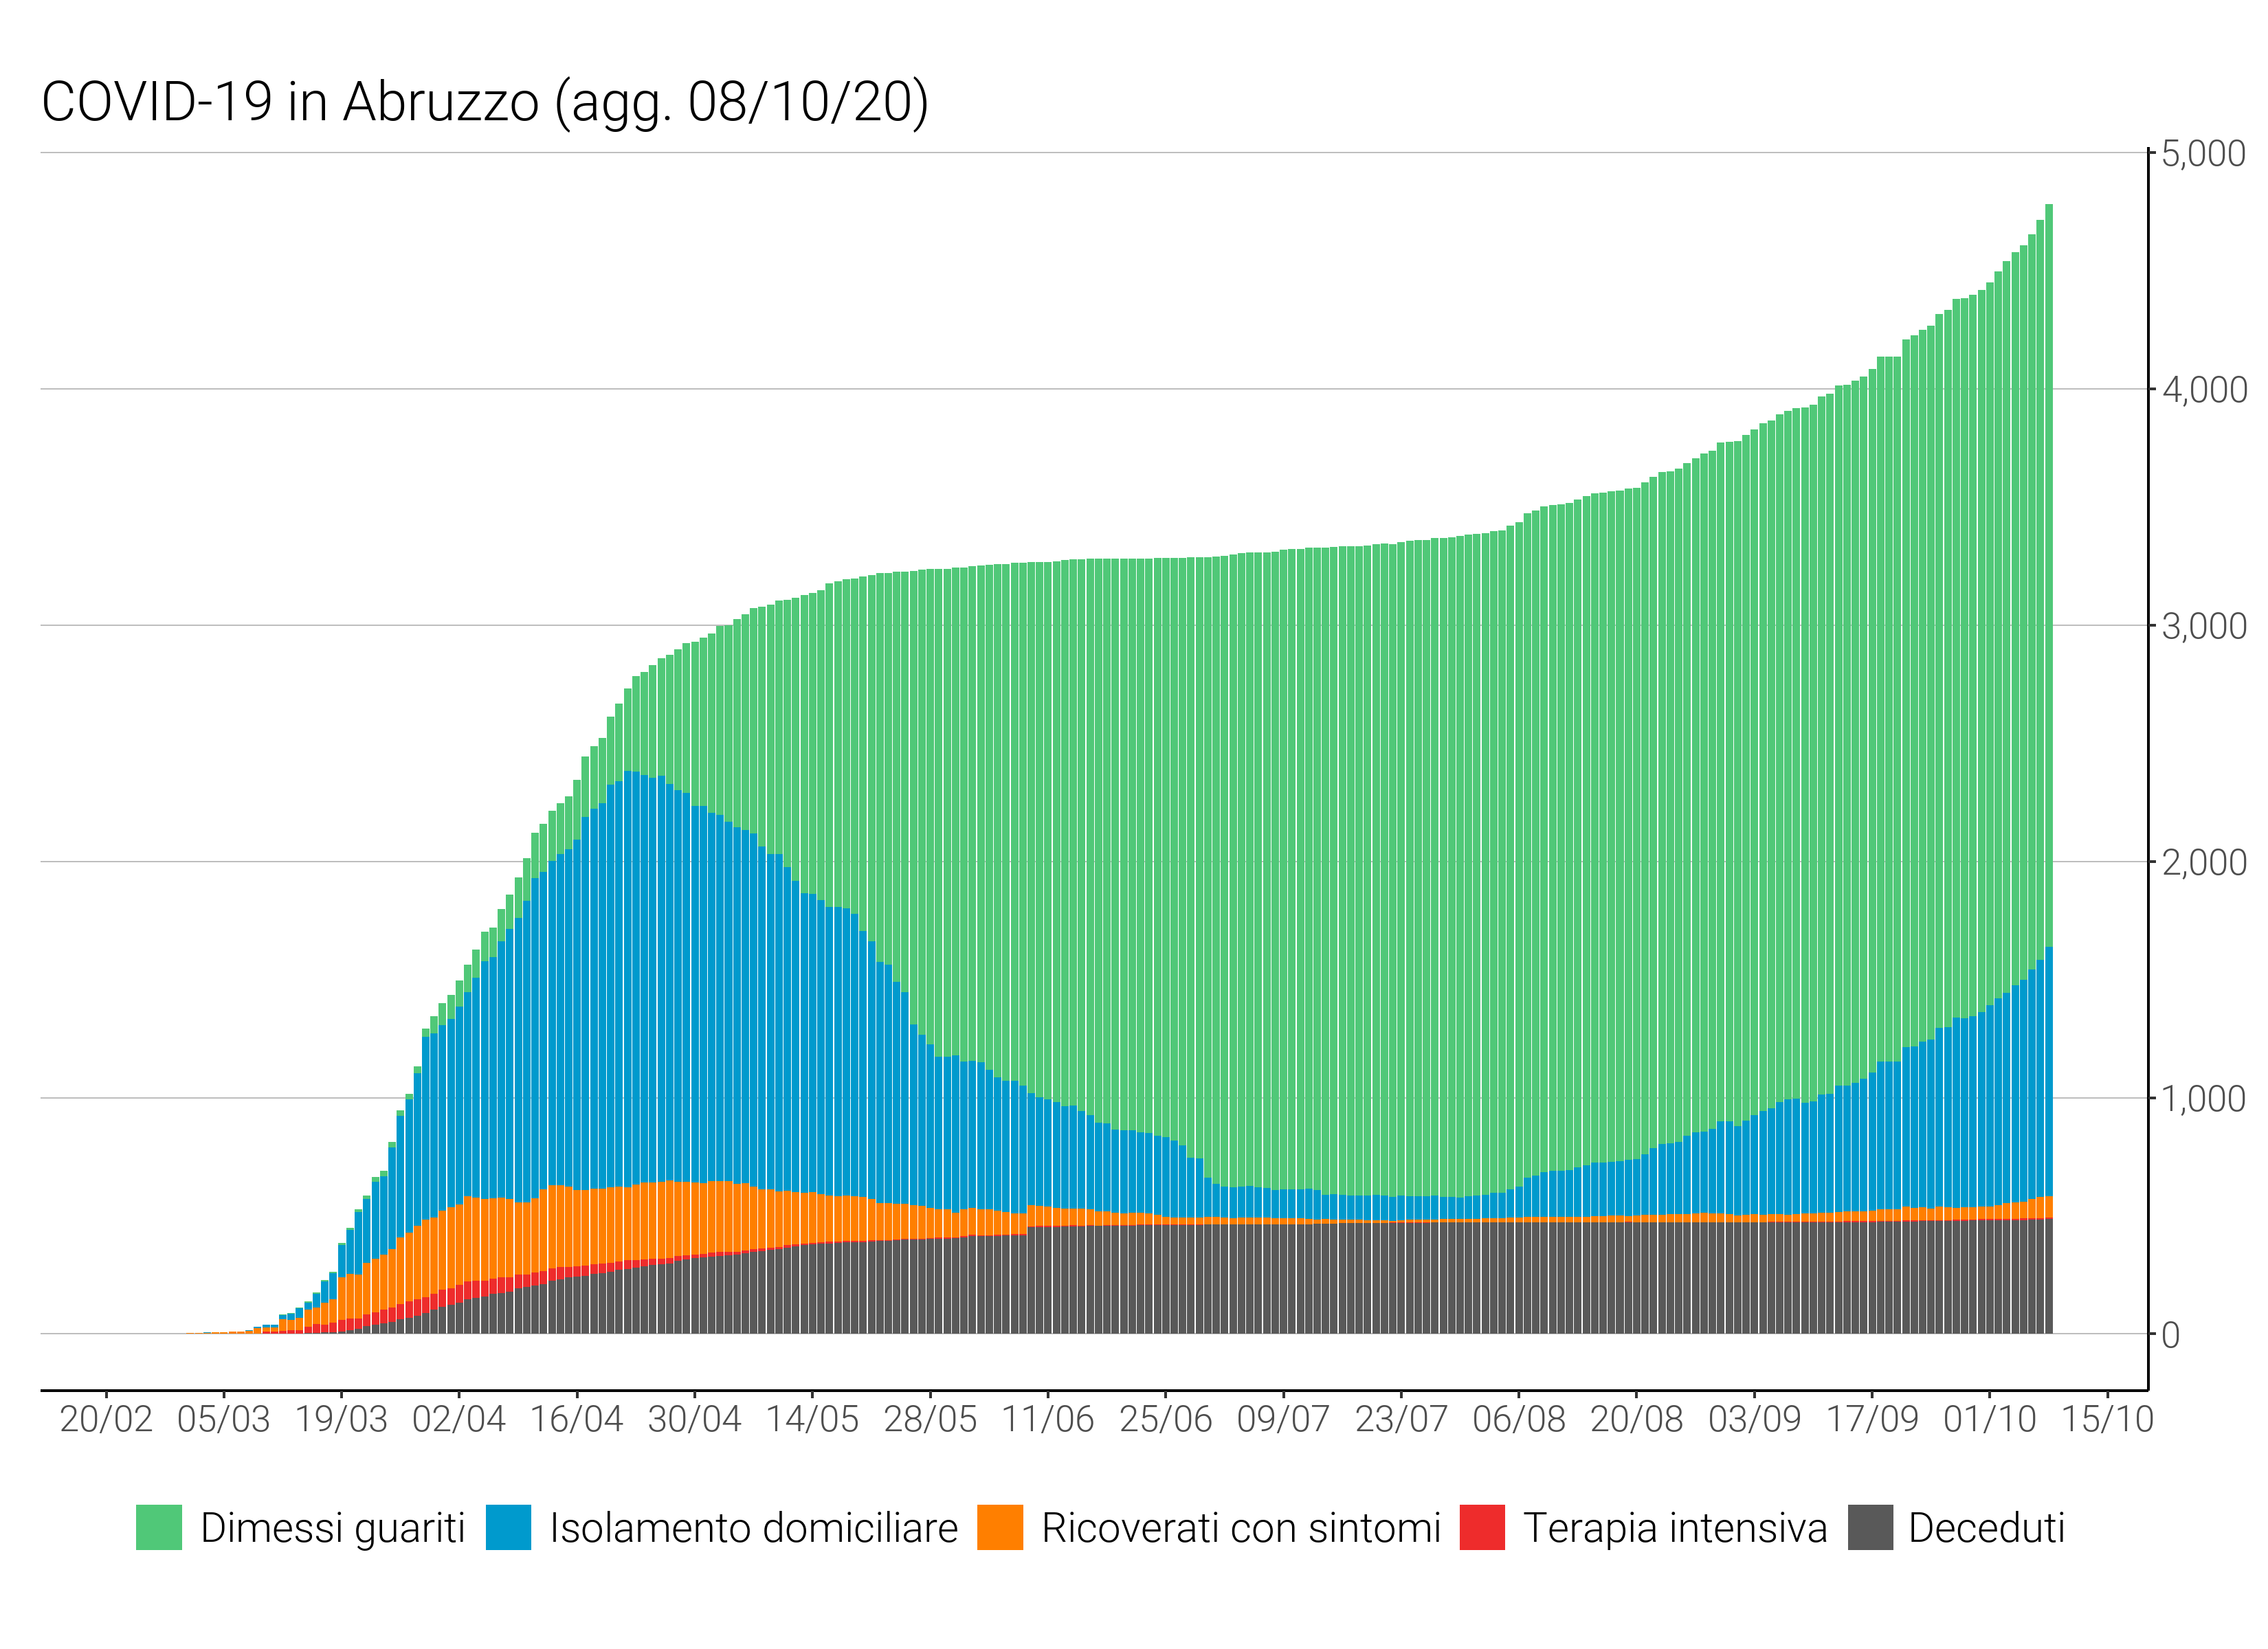 COVID-19 in Abruzzo (agg. 08/10/20)
5,000
4,000
3,000
2,000
1,000
0
20/02 05/03 19/03 02/04 16/04 30/04 14/05 28/05 11/06 25/06 09/07 23/07 06/08 20/08 03/09 17/09 01/10 15/10
Dimessi guariti Isolamento domiciliare Ricoverati con sintomi Terapia intensiva Deceduti